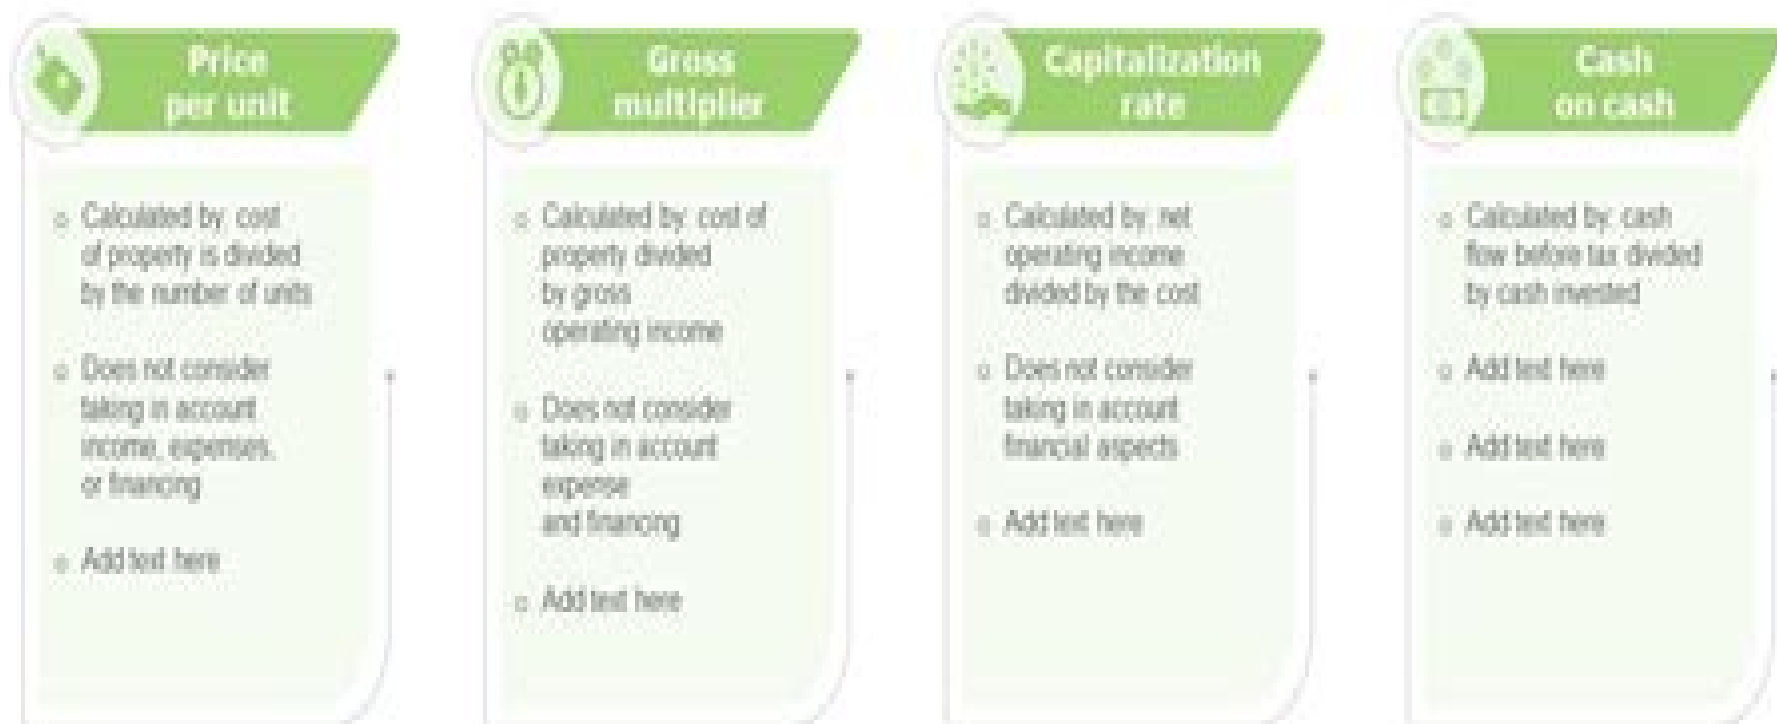 Price
per unit
Calculated by: cost
of property is divided
by the number of units
Does not consider
taking in account
income, expenses,
or financing
Add text here
Gross
multiplier
Calculated by: cost of
property divided
by gross
operating income
Does not consider
taking in account
expense
and financing
Add text here
Capitalization
rate
Calculated by: net
operating income
divided by the cost
Does not consider
taking in account
financial aspects
Add text here
Cash
on cash
Calculated by: cash
flow before tax divided
by cash invested
Add text here
Add text here
Add text here